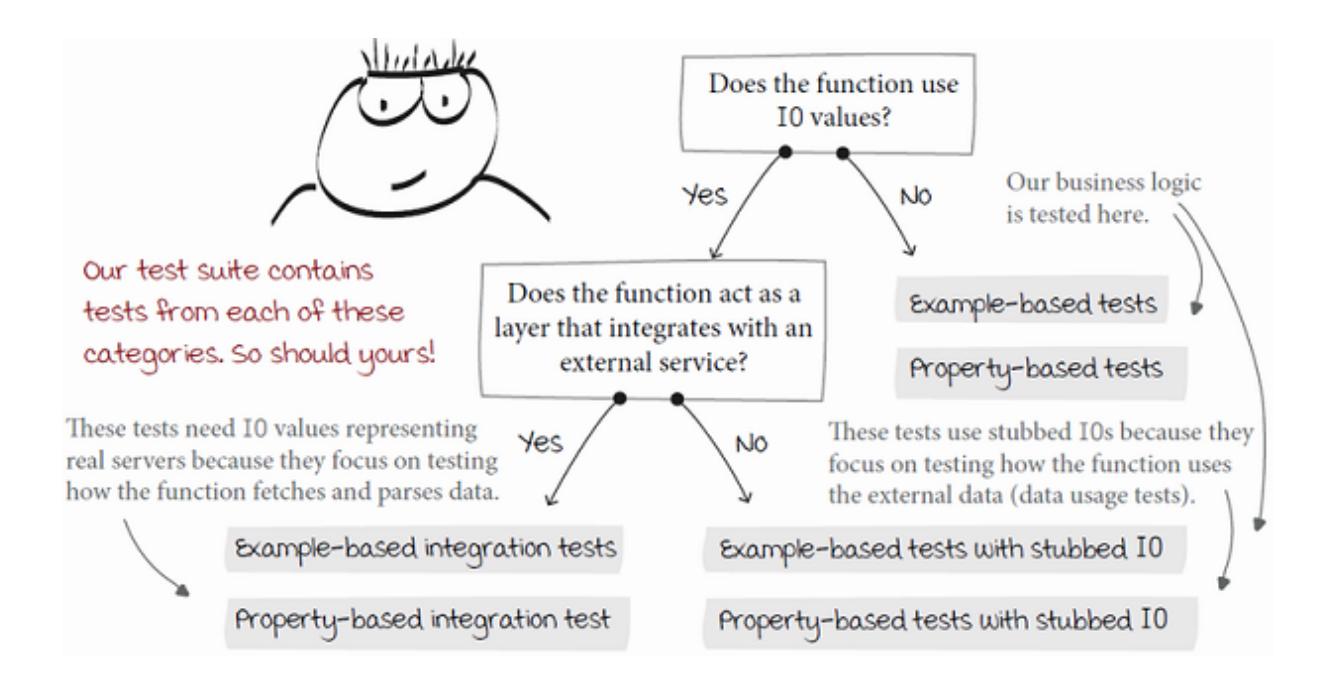 Does the function use
IO values?
Yes
No
Our business logic
is tested here.
Our test suite contains
tests from each of these
categories. So should yours!
Does the function act as a
layer that integrates with an
external service?
Example-based tests
Property-based tests
These tests need IO values representing
real servers because they focus on testing
how the function fetches and parses data.
Yes
No
These tests use stubbed IOs because they
focus on testing how the function uses
the external data (data usage tests).
Example-based integration tests
Property-based integration test
Example-based tests with stubbed IO
Property-based tests with stubbed IO